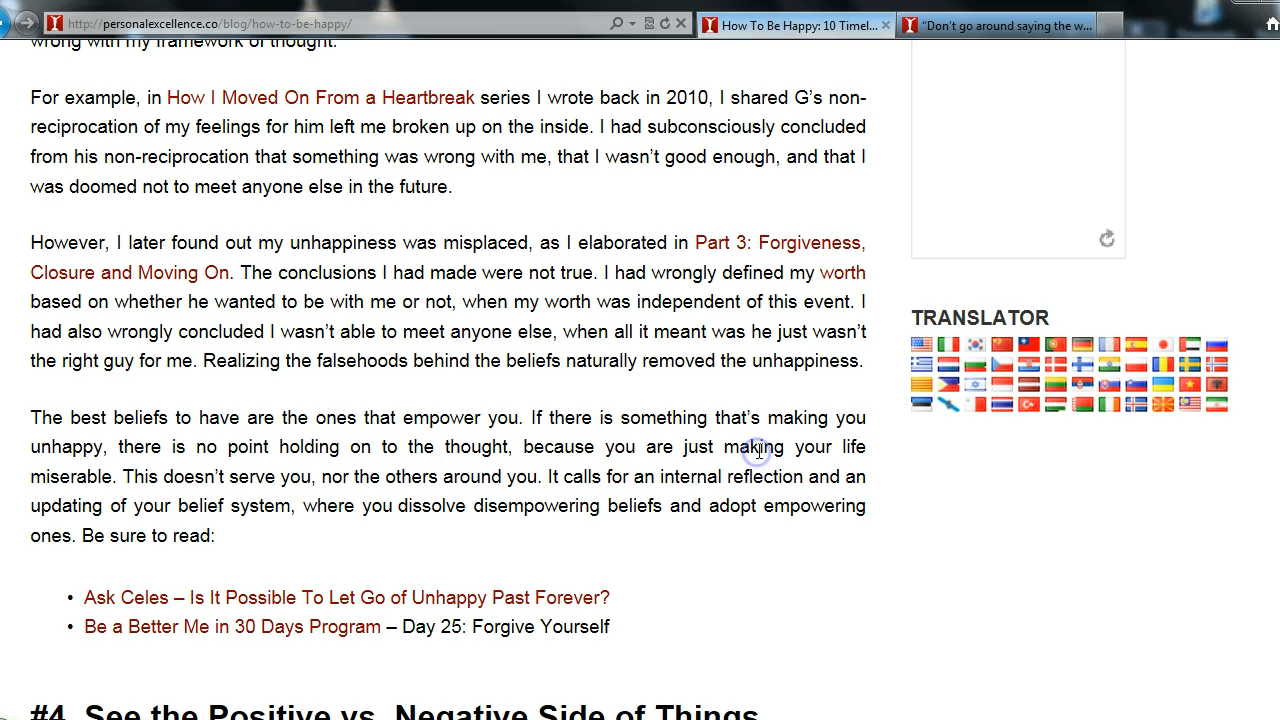 http://personalexcellence.co/blog/how-to-be-happy/
How To Be Happy: 10 Timel...
"Don't go around saying the w...
wrong with my framework of thought.
For example, in How I Moved On From a Heartbreak series I wrote back in 2010, I shared G's non-
reciprocation of my feelings for him left me broken up on the inside. I had subconsciously concluded
from his non-reciprocation that something was wrong with me, that I wasn't good enough, and that I
was doomed not to meet anyone else in the future.
However, I later found out my unhappiness was misplaced, as I elaborated in Part 3: Forgiveness,
Closure and Moving On. The conclusions I had made were not true. I had wrongly defined my worth
based on whether he wanted to be with me or not, when my worth was independent of this event. I
had also wrongly concluded I wasn't able to meet anyone else, when all it meant was he just wasn't
the right guy for me. Realizing the falsehoods behind the beliefs naturally removed the unhappiness.
The best beliefs to have are the ones that empower you. If there is something that's making you
unhappy, there is no point holding on to the thought, because you are just making your life
miserable. This doesn't serve you, nor the others around you. It calls for an internal reflection and an
updating of your belief system, where you dissolve disempowering beliefs and adopt empowering
ones. Be sure to read:
• Ask Celes – Is It Possible To Let Go of Unhappy Past Forever?
• Be a Better Me in 30 Days Program – Day 25: Forgive Yourself
#4. See the Positive vs. Negative Side of Things
TRANSLATOR